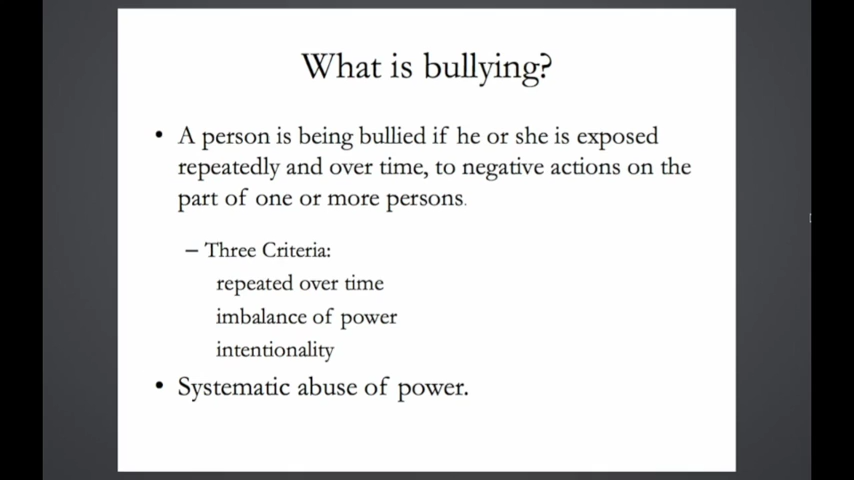 What is bullying?
• A person is being bullied if he or she is exposed
repeatedly and over time, to negative actions on the
part of one or more persons.
– Three Criteria:
repeated over time
imbalance of power
intentionality
• Systematic abuse of power.